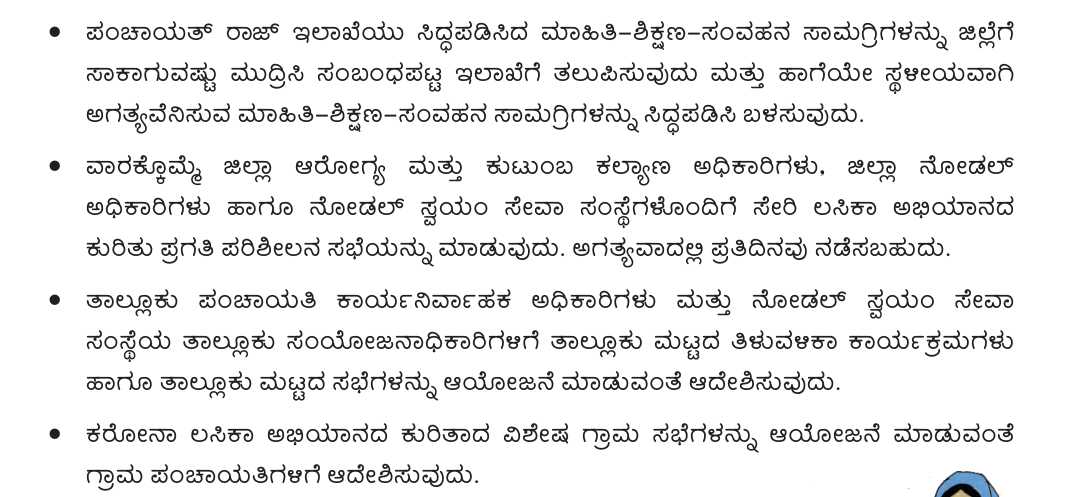 • ಪಂಚಾಯತ್ ರಾಜ್ ಇಲಾಖೆಯು ಸಿದ್ಧಪಡಿಸಿದ ಮಾಹಿತಿ–ಶಿಕ್ಷಣ–ಸಂವಹನ ಸಾಮಗ್ರಿಗಳನ್ನು ಜಿಲ್ಲೆಗೆ
ಸಾಕಾಗುವಷ್ಟು ಮುದ್ರಿಸಿ ಸಂಬಂಧಪಟ್ಟ ಇಲಾಖೆಗೆ ತಲುಪಿಸುವುದು ಮತ್ತು ಹಾಗೆಯೇ ಸ್ಥಳೀಯವಾಗಿ
ಅಗತ್ಯವೆನಿಸುವ ಮಾಹಿತಿ–ಶಿಕ್ಷಣ–ಸಂವಹನ ಸಾಮಗ್ರಿಗಳನ್ನು ಸಿದ್ಧಪಡಿಸಿ ಬಳಸುವುದು.
• ವಾರಕ್ಕೊಮ್ಮೆ ಜಿಲ್ಲಾ ಆರೋಗ್ಯ ಮತ್ತು ಕುಟುಂಬ ಕಲ್ಯಾಣ ಅಧಿಕಾರಿಗಳು, ಜಿಲ್ಲಾ ನೋಡಲ್
ಅಧಿಕಾರಿಗಳು ಹಾಗೂ ನೋಡಲ್ ಸ್ವಯಂ ಸೇವಾ ಸಂಸ್ಥೆಗಳೊಂದಿಗೆ ಸೇರಿ ಲಸಿಕಾ ಅಭಿಯಾನದ
ಕುರಿತು ಪ್ರಗತಿ ಪರಿಶೀಲನ ಸಭೆಯನ್ನು ಮಾಡುವುದು. ಅಗತ್ಯವಾದಲ್ಲಿ ಪ್ರತಿದಿನವು ನಡೆಸಬಹುದು.
• ತಾಲ್ಲೂಕು ಪಂಚಾಯತಿ ಕಾರ್ಯನಿರ್ವಾಹಕ ಅಧಿಕಾರಿಗಳು ಮತ್ತು ನೋಡಲ್ ಸ್ವಯಂ ಸೇವಾ
ಸಂಸ್ಥೆಯ ತಾಲ್ಲೂಕು ಸಂಯೋಜನಾಧಿಕಾರಿಗಳಿಗೆ ತಾಲ್ಲೂಕು ಮಟ್ಟದ ತಿಳುವಳಿಕಾ ಕಾರ್ಯಕ್ರಮಗಳು
ಹಾಗೂ ತಾಲ್ಲೂಕು ಮಟ್ಟದ ಸಭೆಗಳನ್ನು ಆಯೋಜನೆ ಮಾಡುವಂತೆ ಆದೇಶಿಸುವುದು.
• ಕರೋನಾ ಲಸಿಕಾ ಅಭಿಯಾನದ ಕುರಿತಾದ ವಿಶೇಷ ಗ್ರಾಮ ಸಭೆಗಳನ್ನು ಆಯೋಜನೆ ಮಾಡುವಂತೆ
ಗ್ರಾಮ ಪಂಚಾಯತಿಗಳಿಗೆ ಆದೇಶಿಸುವುದು.